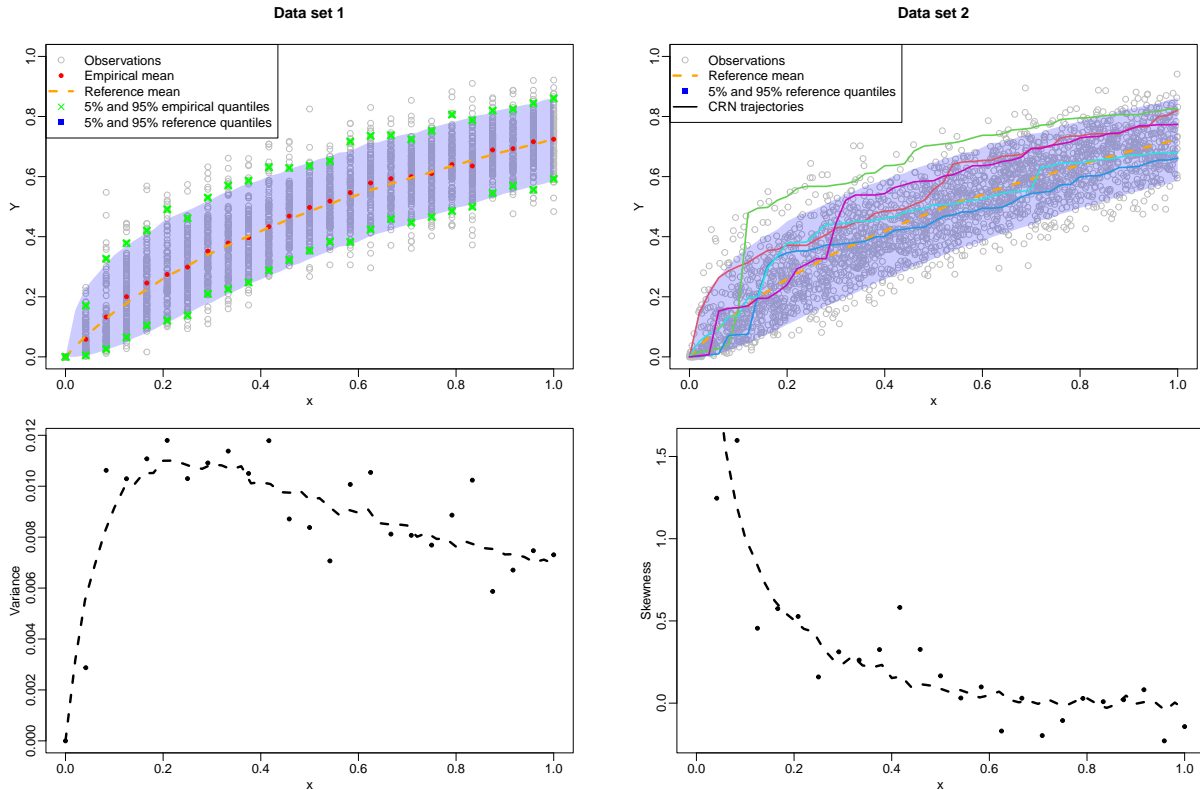 Data set 1
Observations
Empirical mean
Reference mean
5% and 95% empirical quantiles
5% and 95% reference quantiles
Y
0.0 0.2 0.4 0.6 0.8 1.0
0.0 0.2 0.4 0.6 0.8 1.0
x
Data set 2
Observations
Reference mean
5% and 95% reference quantiles
CRN trajectories
Y
0.0 0.2 0.4 0.6 0.8 1.0
0.0 0.2 0.4 0.6 0.8 1.0
x
Variance
0.000 0.002 0.004 0.006 0.008 0.010 0.012
0.0 0.2 0.4 0.6 0.8 1.0
x
Skewness
0.0 0.5 1.0 1.5
0.0 0.2 0.4 0.6 0.8 1.0
x